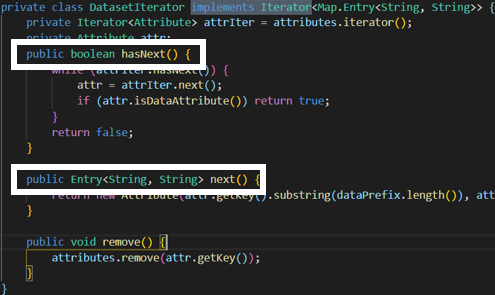 private class DatasetIterator implements Iterator<Map.Entry<String, String>> {
private Iterator<Attribute> attrIter = attributes.iterator();
private Attribute attr;
public boolean hasNext() {
while (attrIter.hasNext()) {
attr = attrIter.next();
if (attr.isDataAttribute()) return true;
}
return false;
}
public Entry<String, String> next() {
return new Attribute(attr.getKey().substring(dataPrefix.length()), att
}
public void remove() {
attributes.remove(attr.getKey());
}
}